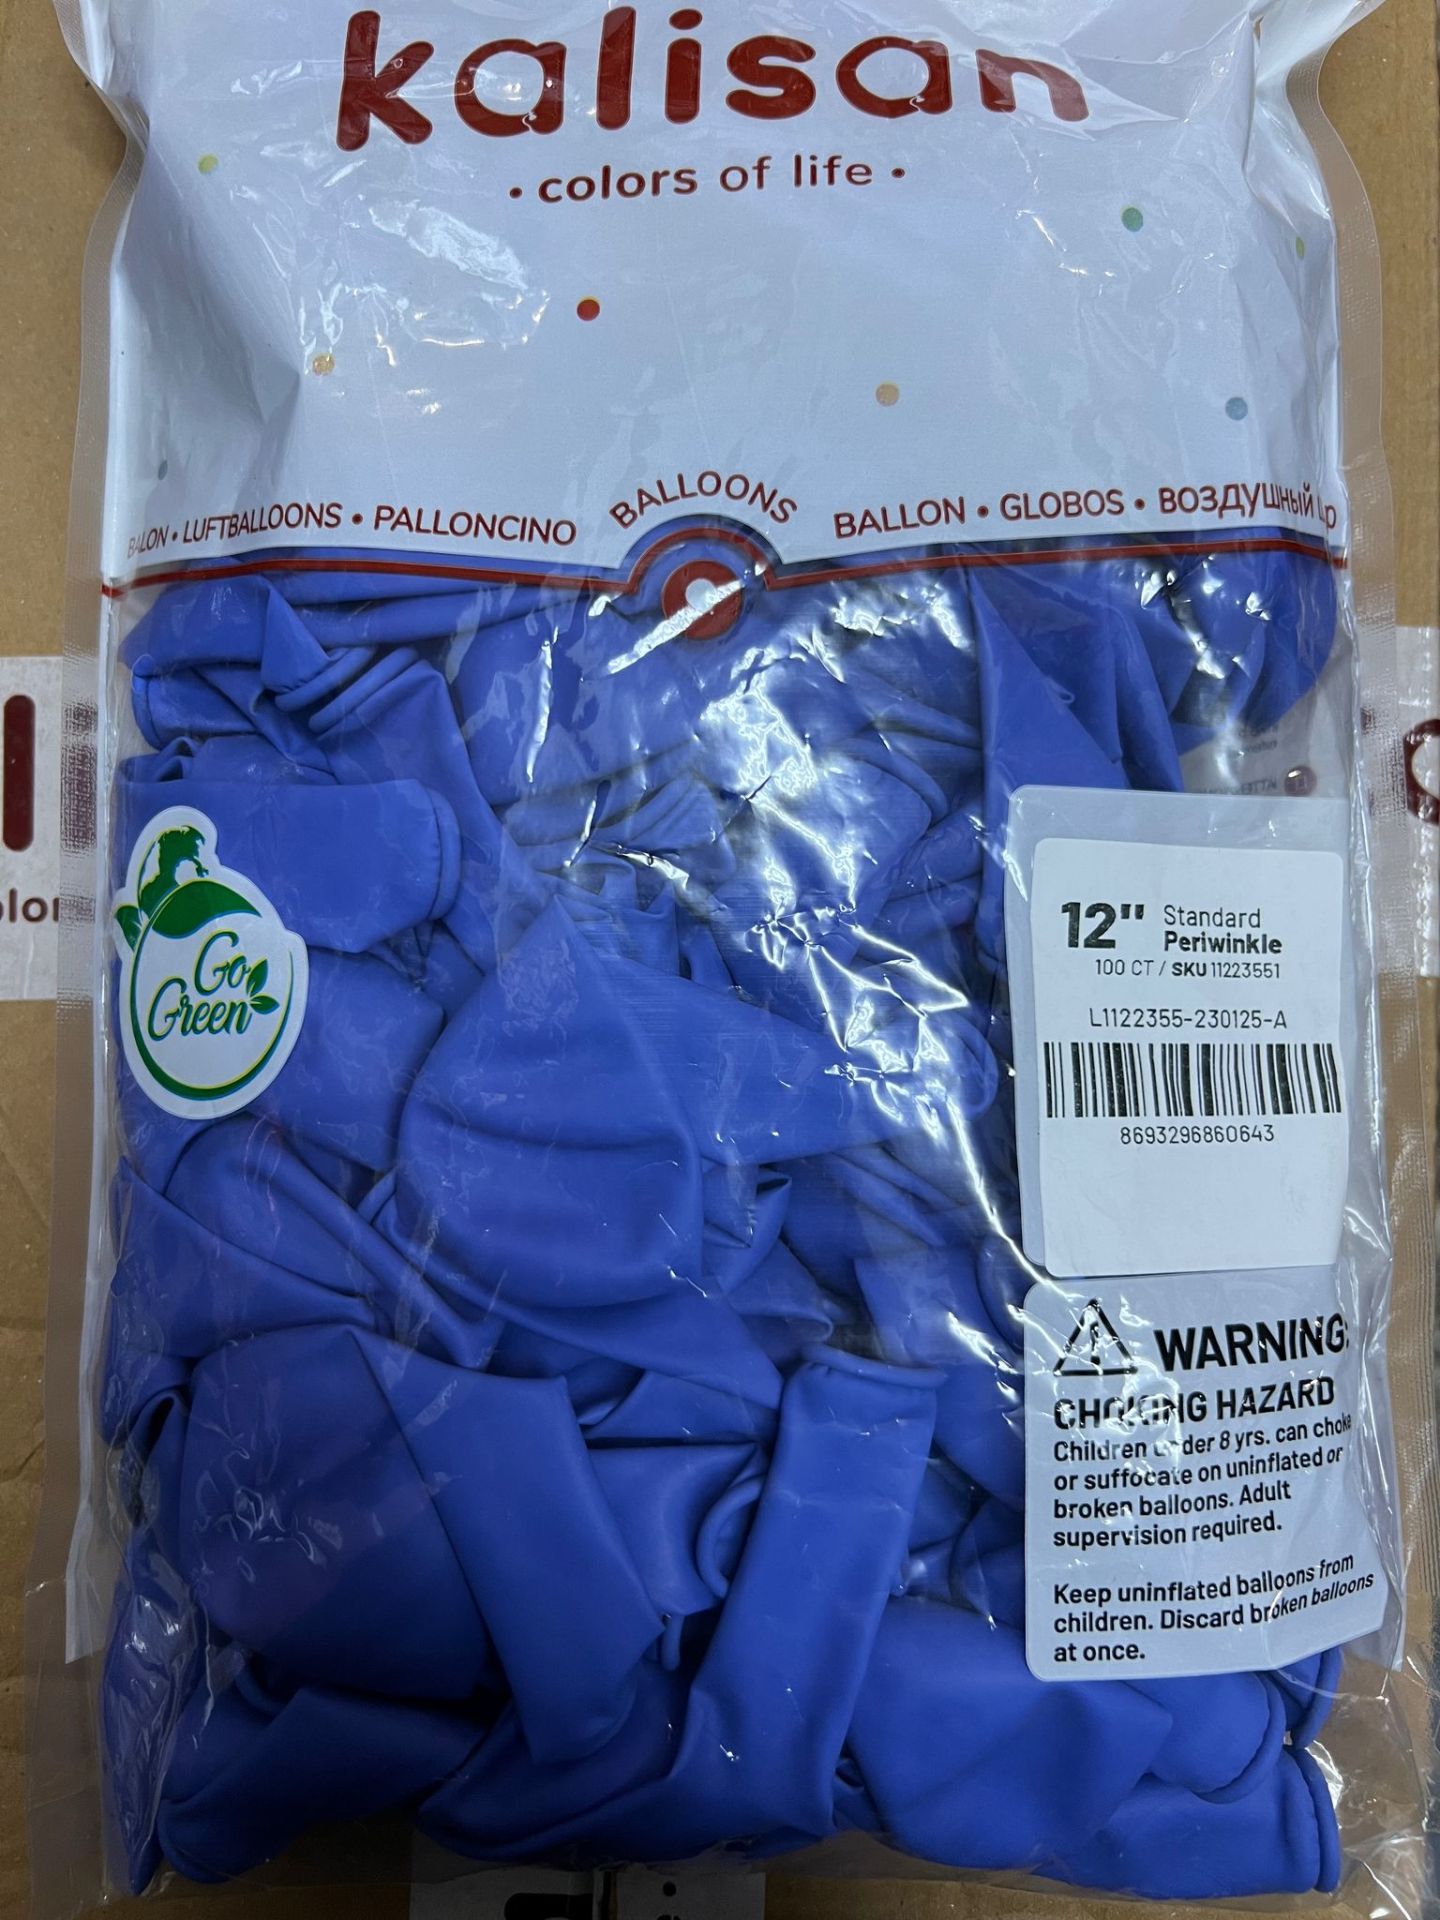 kalisan
• colors of life •
BALON • LUFTBALLOONS • PALLONCINO BALLOONS BALLON • GLOBOS • ВОЗДУШНЫЙ
Go
Green
12" Standard
Periwinkle
100 CT / SKU 11223551
L1122355-230125-A
8693296860643
WARNING:
CHOKING HAZARD
Children under 8 yrs. can choke
or suffocate on uninflated or
broken balloons. Adult
supervision required.
Keep uninflated balloons from
children. Discard broken balloons
at once.